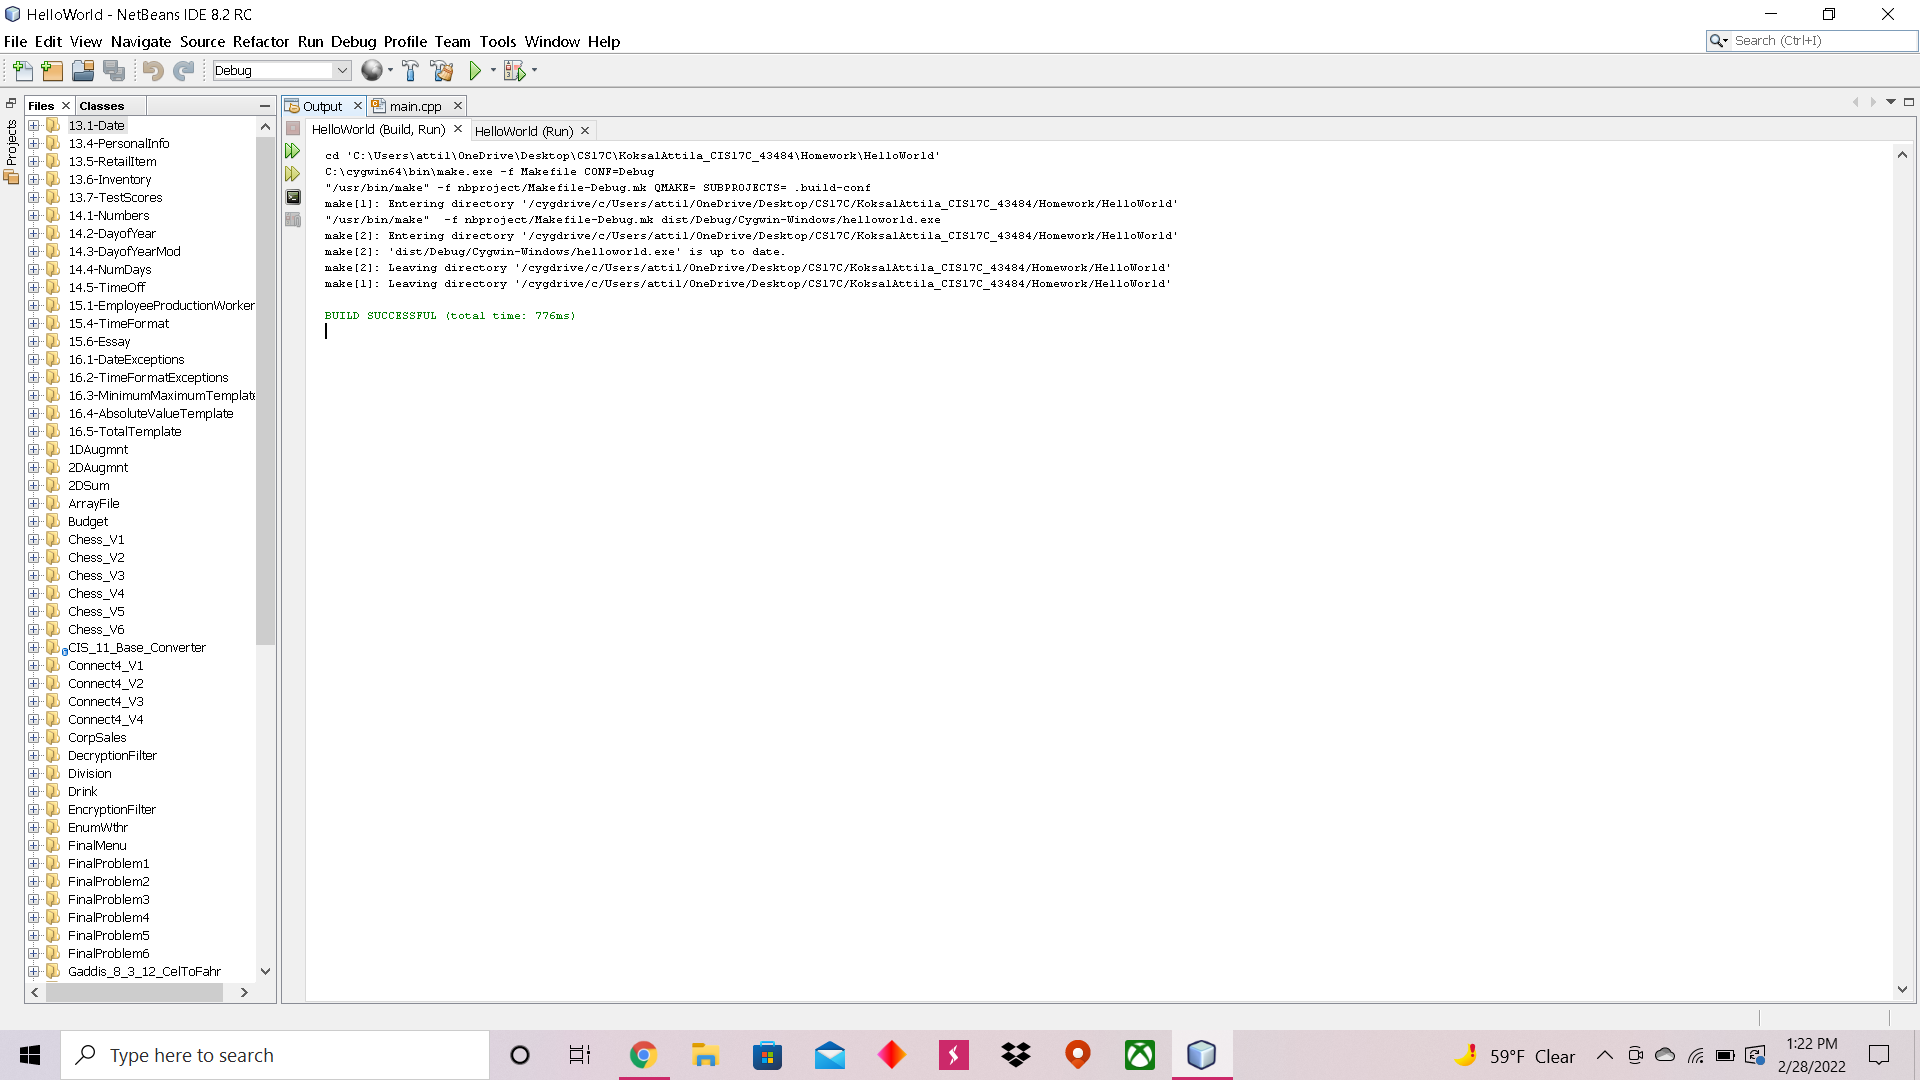 HelloWorld - NetBeans IDE 8.2 RC
File Edit View Navigate Source Refactor Run Debug Profile Team Tools Window Help
Search (Ctrl+I)
Debug
Projects
Files Classes
13.1-Date
13.4-PersonalInfo
13.5-RetailItem
13.6-Inventory
13.7-TestScores
14.1-Numbers
14.2-DayofYear
14.3-DayofYearMod
14.4-NumDays
14.5-TimeOff
15.1-EmployeeProductionWorker
15.4-TimeFormat
15.6-Essay
16.1-DateExceptions
16.2-TimeFormatExceptions
16.3-MinimumMaximumTemplate
16.4-AbsoluteValueTemplate
16.5-TotalTemplate
1DAugmnt
2DAugmnt
2DSum
ArrayFile
Budget
Chess_V1
Chess_V2
Chess_V3
Chess_V4
Chess_V5
Chess_V6
CIS_11_Base_Converter
Connect4_V1
Connect4_V2
Connect4_V3
Connect4_V4
CorpSales
DecryptionFilter
Division
Drink
EncryptionFilter
EnumWthr
FinalMenu
FinalProblem1
FinalProblem2
FinalProblem3
FinalProblem4
FinalProblem5
FinalProblem6
Gaddis_8_3_12_CelToFahr
Output main.cpp
HelloWorld (Build, Run) HelloWorld (Run)
cd 'C:\Users\attil\OneDrive\Desktop\CS17C\KoksalAttila_CIS17C_43484\Homework\HelloWorld'
C:\cygwin64\bin\make.exe -f Makefile CONF=Debug
"/usr/bin/make" -f nbproject/Makefile-Debug.mk QMAKE= SUBPROJECTS= .build-conf
make[1]: Entering directory '/cygdrive/c/Users/attil/OneDrive/Desktop/CS17C/KoksalAttila_CIS17C_43484/Homework/HelloWorld'
"/usr/bin/make"  -f nbproject/Makefile-Debug.mk dist/Debug/Cygwin-Windows/helloworld.exe
make[2]: Entering directory '/cygdrive/c/Users/attil/OneDrive/Desktop/CS17C/KoksalAttila_CIS17C_43484/Homework/HelloWorld'
make[2]: 'dist/Debug/Cygwin-Windows/helloworld.exe' is up to date.
make[2]: Leaving directory '/cygdrive/c/Users/attil/OneDrive/Desktop/CS17C/KoksalAttila_CIS17C_43484/Homework/HelloWorld'
make[1]: Leaving directory '/cygdrive/c/Users/attil/OneDrive/Desktop/CS17C/KoksalAttila_CIS17C_43484/Homework/HelloWorld'
BUILD SUCCESSFUL (total time: 776ms)
Type here to search
59°F Clear
1:22 PM
2/28/2022